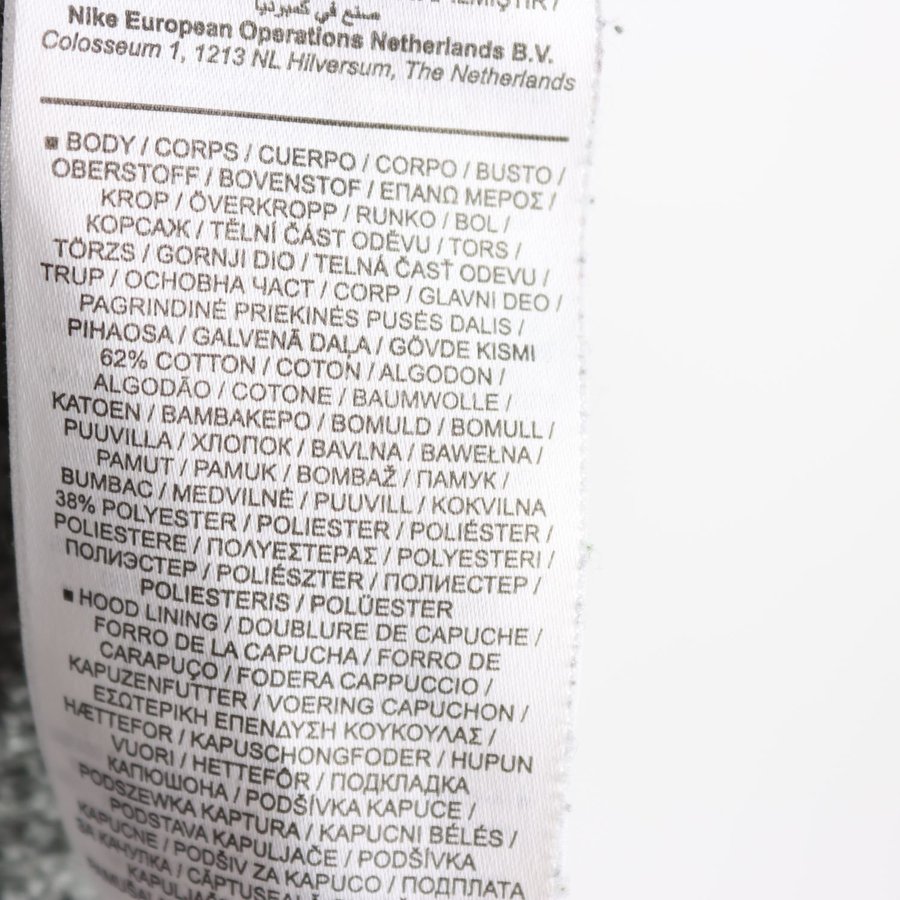 صنع في كمبرديا
Nike European Operations Netherlands B.V.
Colosseum 1, 1213 NL Hilversum, The Netherlands
BODY / CORPS / CUERPO / CORPO / BUSTO /
OBERSTOFF / BOVENSTOF / ΕΠΑΝΩ ΜΕΡΟΣ /
KROP / ÖVERKROPP / RUNKO / BOL /
КОРСАЖ / TĚLNÍ ČÁST ODĚVU / TORS /
TÖRZS / GORNJI DIO / TELNÁ ČASŤ ODEVU /
TRUP / ОСНОВНА ЧАСТ / CORP / GLAVNI DEO /
PAGRINDINĖ PRIEKINĖS PUSĖS DALIS /
PIHAOSA / GALVENĀ DAĻA / GÖVDE KISMI
62% COTTON / COTON / ALGODON /
ALGODÃO / COTONE / BAUMWOLLE /
KATOEN / ΒΑΜΒΑΚΕΡΟ / BOMULD / BOMULL /
PUUVILLA / ХЛОПОК / BAVLNA / BAWEŁNA /
PAMUT / PAMUK / BOMBAŽ / ПАМУК /
BUMBAC / MEDVILNĖ / PUUVILL / KOKVILNA
38% POLYESTER / POLIESTER / POLIÉSTER /
POLIESTERE / ΠΟΛΥΕΣΤΕΡΑΣ / POLYESTERI /
ПОЛИЭСТЕР / POLIÉSZTER / ПОЛИЕСТЕР /
POLIESTERIS / POLÜESTER
HOOD LINING / DOUBLURE DE CAPUCHE /
FORRO DE LA CAPUCHA / FORRO DE
CARAPUÇO / FODERA CAPPUCCIO /
KAPUZENFUTTER / VOERING CAPUCHON /
ΕΣΩΤΕΡΙΚΗ ΕΠΕΝΔΥΣΗ ΚΟΥΚΟΥΛΑΣ /
HÆTTEFOR / KAPUSCHONGFODER / HUPUN
VUORI / HETTEFÔR / ПОДКЛАДКА
КАПЮШОНА / PODŠÍVKA KAPUCE /
PODSZEWKA KAPTURA / KAPUCNI BÉLÉS /
PODSTAVA KAPULJAČE / PODŠÍVKA
KAPUCNE / PODŠIV ZA KAPUCO / ПОДПЛАТА